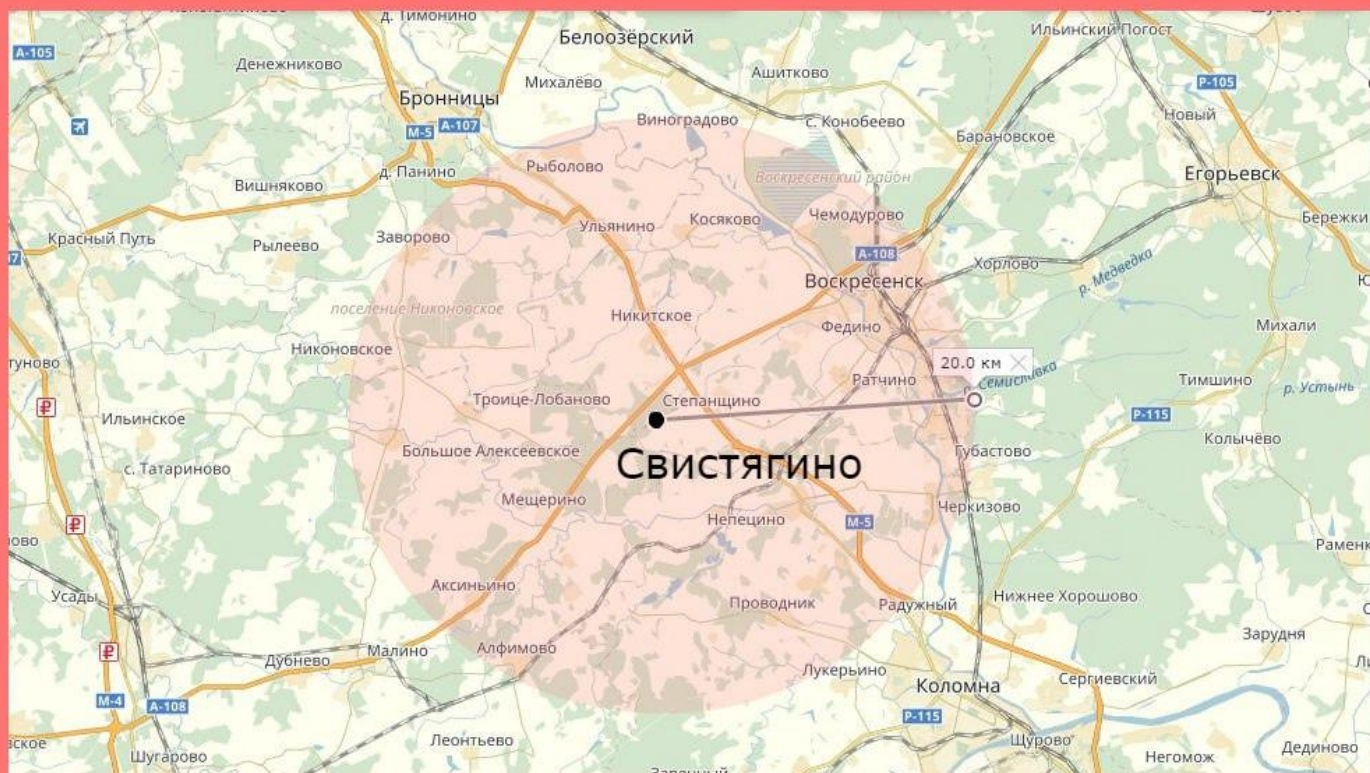 д. Тимонино
Белоозёрский
Ильинский Погост
А-105
Денежниково
Михалёво
Ашитково
Р-105
Бронницы
М-5
А-107
Виноградово
с. Конобеево
Новый
Барановское
Рыболово
д. Панино
Воскресенский район
Егорьевск
Вишняково
Ульянино
Косяково
Чемодурово
Бережки
Красный Путь
Рылеево
Заворово
А-108
Хорлово
р. Медведка
Воскресенск
поселение Никоновское
Никитское
Федино
Михали
Никоновское
20.0 км
Семиславка
Ратчино
Тимшино
р. Устынь
Троице-Лобаново
Степанщино
Р-115
Ильинское
Колычёво
Большое Алексеевское
Губастово
с. Татариново
Свистягино
Мещерино
Черкизово
Непецино
М-5
Аксиньино
Усады
Проводник
Радужный
Нижнее Хорошово
Зарудня
Алфимово
Малино
Дубнево
Лукерьино
Коломна
Сергиевский
М-4
А-108
Р-115
Леонтьево
Щурово
Дединово
Шугарово
Негомож